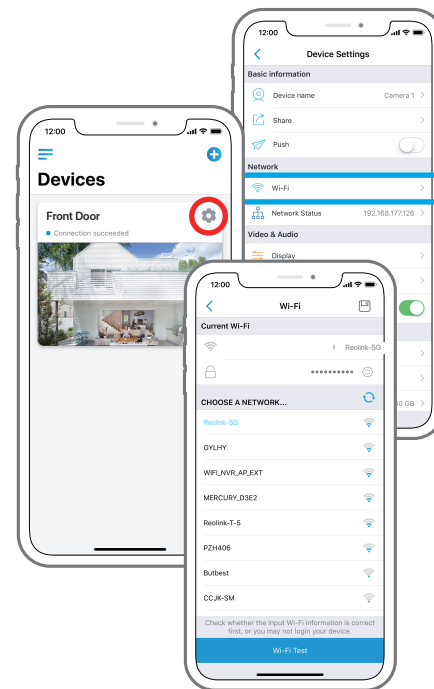 12:00
Devices
Front Door
Connection succeeded
12:00
Device Settings
Basic information
Device name Camera 1
Share
Push
Network
Wi-Fi
Network Status 192.168.177.126
Video & Audio
Display
GB
12:00
Wi-Fi
Current Wi-Fi
Reolink-5G
••••••••••
CHOOSE A NETWORK...
Reolink-5G
GYLHY
WIFI_NVR_AP_EXT
MERCURY_D3E2
Reolink-T-5
PZH406
Butbest
CCJK-SM
Check whether the input Wi-Fi information is correct
first, or you may not login your device.
Wi-Fi Test